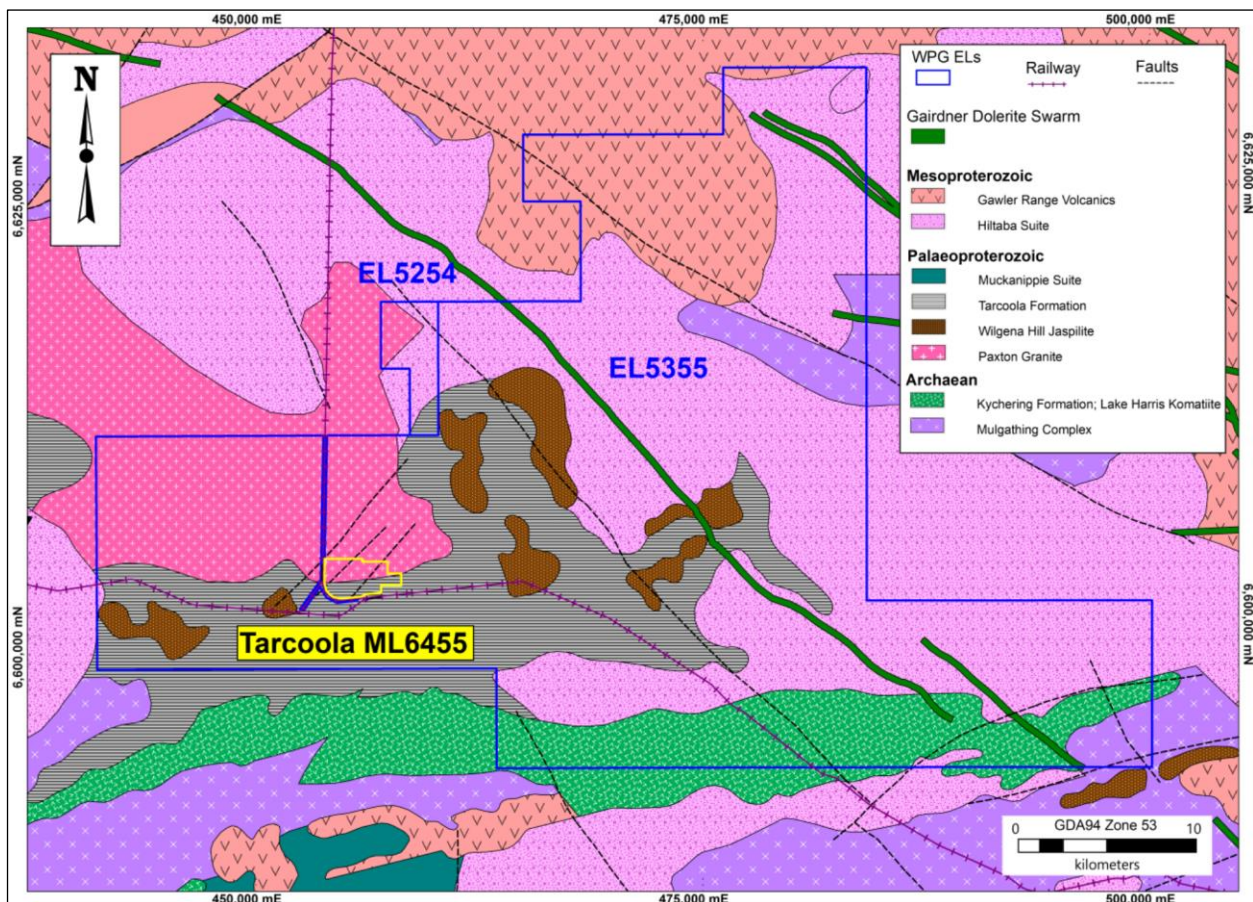 450,000 mE
475,000 mE
500,000 mE
N
6,625,000 mN
6,625,000 mN
WPG ELs
Railway
Faults
Gairdner Dolerite Swarm
Mesoproterozoic
Gawler Range Volcanics
Hiltaba Suite
Palaeoproterozoic
Muckanippie Suite
Tarcoola Formation
Wilgena Hill Jaspilite
Paxton Granite
Archaean
Kychering Formation; Lake Harris Komatiite
Mulgathing Complex
EL5254
EL5355
Tarcoola ML6455
6,600,000 mN
6,600,000 mN
GDA94 Zone 53
0
10
kilometers
450,000 mE
475,000 mE
500,000 mE